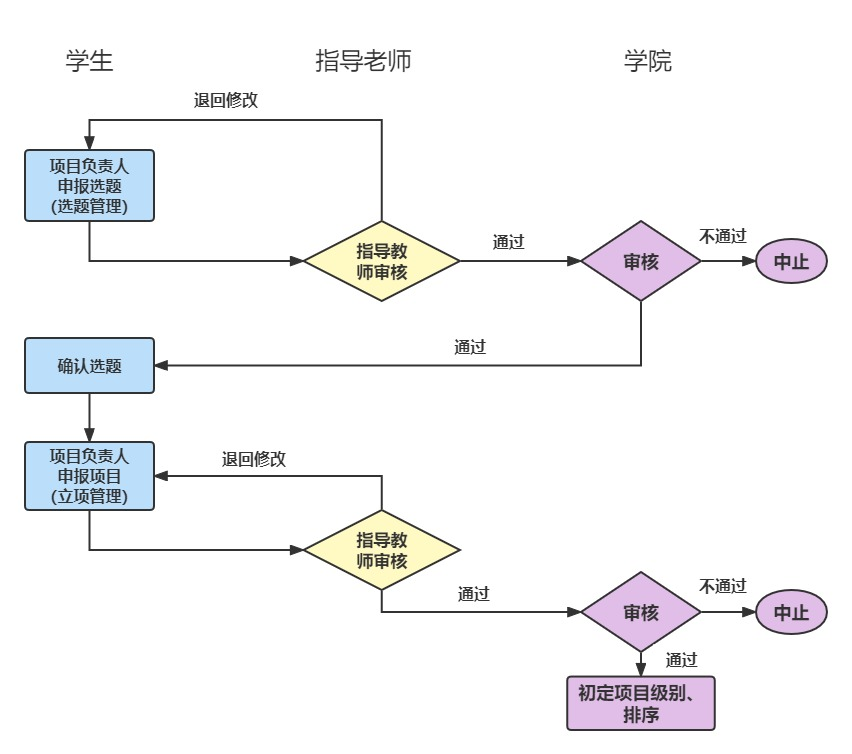 学生
指导老师
学院
退回修改
项目负责人
申报选题
(选题管理)
指导教
师审核
通过
审核
不通过
中止
通过
确认选题
项目负责人
申报项目
(立项管理)
退回修改
指导教
师审核
通过
审核
不通过
中止
通过
初定项目级别、
排序